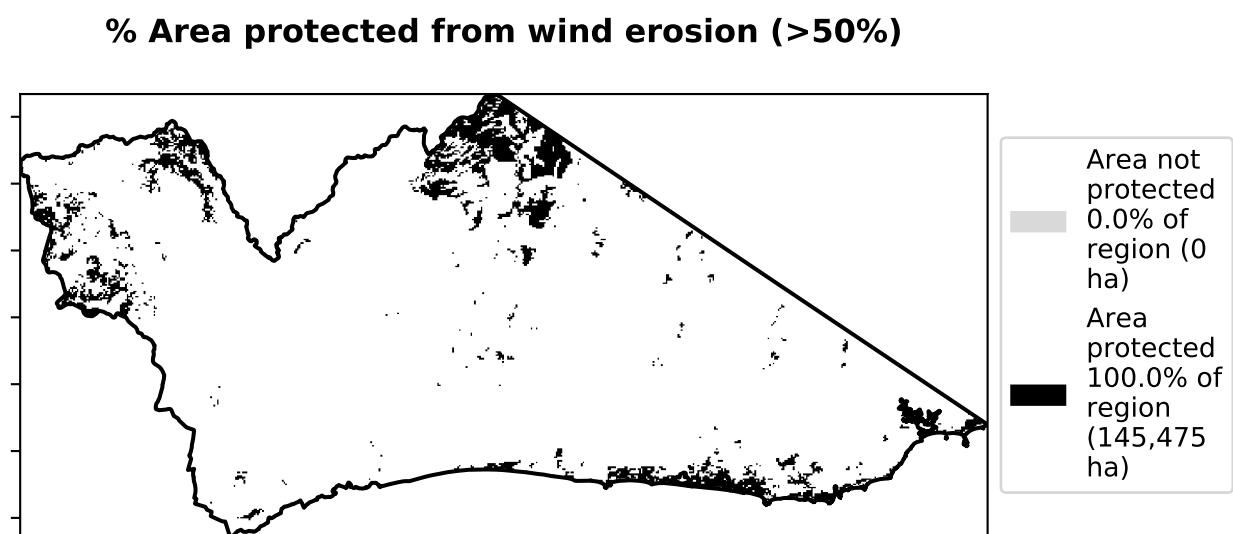 % Area protected from wind erosion (>50%)
Area not
protected
0.0% of
region (0
ha)
Area
protected
100.0% of
region
(145,475
ha)